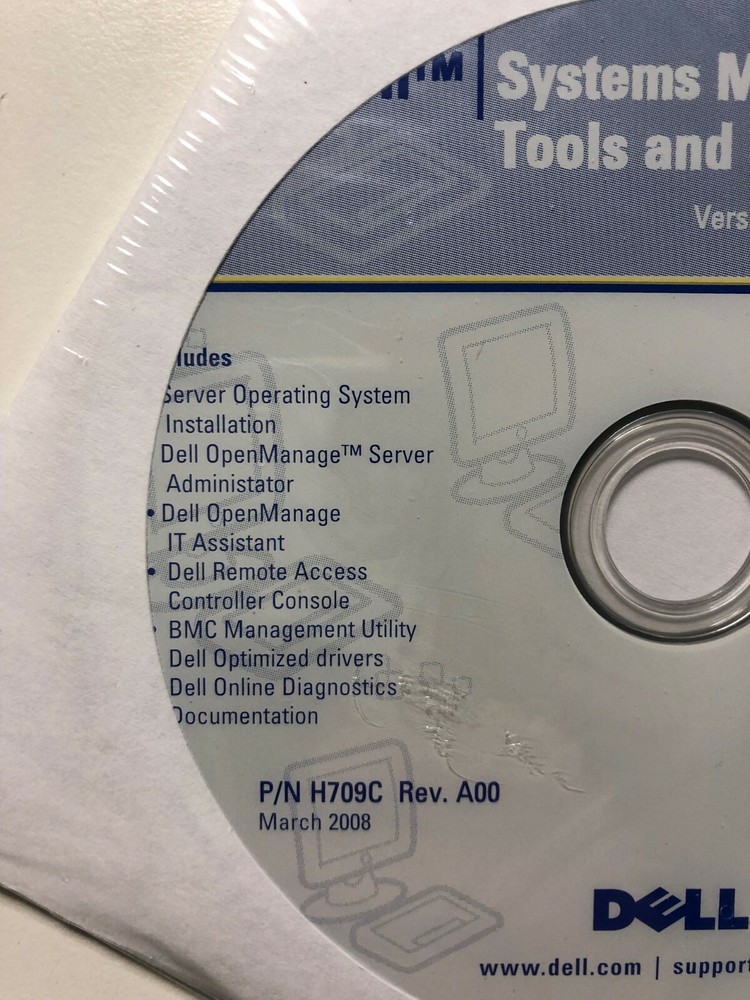 ™ Systems M
Tools and
Vers
ludes
Server Operating System
Installation
Dell OpenManage™ Server
Administator
• Dell OpenManage
IT Assistant
• Dell Remote Access
Controller Console
• BMC Management Utility
Dell Optimized drivers
Dell Online Diagnostics
Documentation
P/N H709C Rev. A00
March 2008
DELL
www.dell.com | support